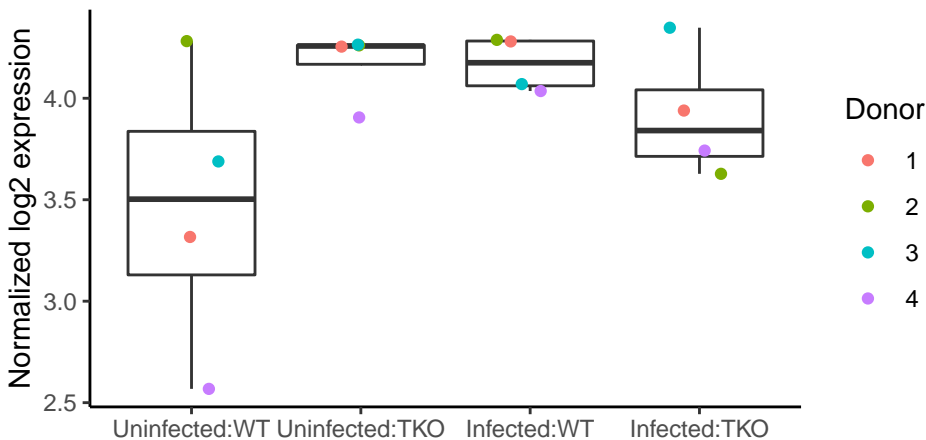 Normalized log2 expression
4.0
3.5
3.0
2.5
Uninfected:WT
Uninfected:TKO
Infected:WT
Infected:TKO
Donor
1
2
3
4